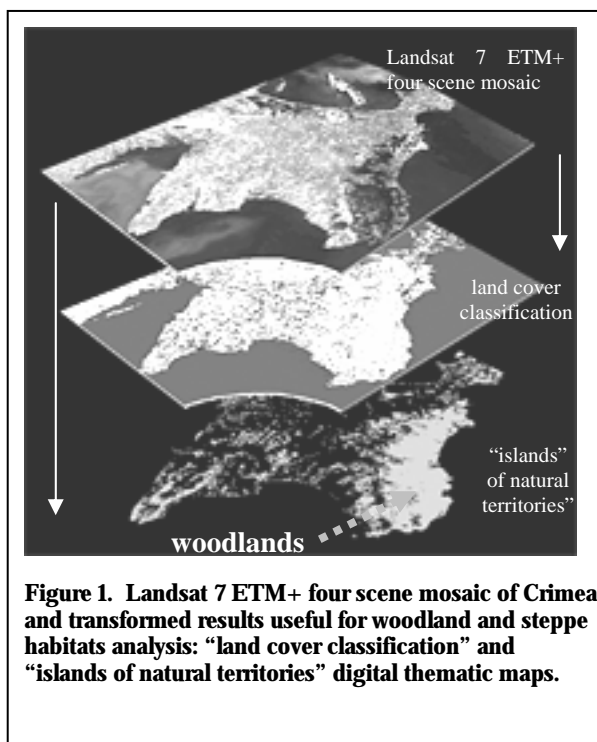 Landsat 7 ETM+
four scene mosaic
land cover
classification
“islands”
of natural
territories”
woodlands
Figure 1. Landsat 7 ETM+ four scene mosaic of Crimea
and transformed results useful for woodland and steppe
habitats analysis: “land cover classification” and
“islands of natural territories” digital thematic maps.